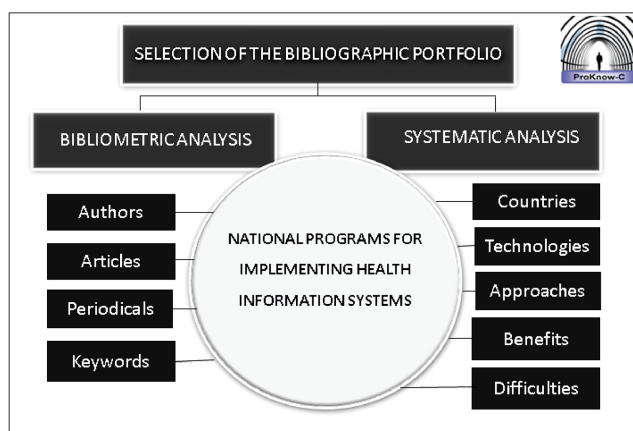 SELECTION OF THE BIBLIOGRAPHIC PORTFOLIO
ProKnow-C
BIBLIOMETRIC ANALYSIS
SYSTEMATIC ANALYSIS
Authors
Articles
Periodicals
Keywords
NATIONAL PROGRAMS FOR
IMPLEMENTING HEALTH
INFORMATION SYSTEMS
Countries
Technologies
Approaches
Benefits
Difficulties